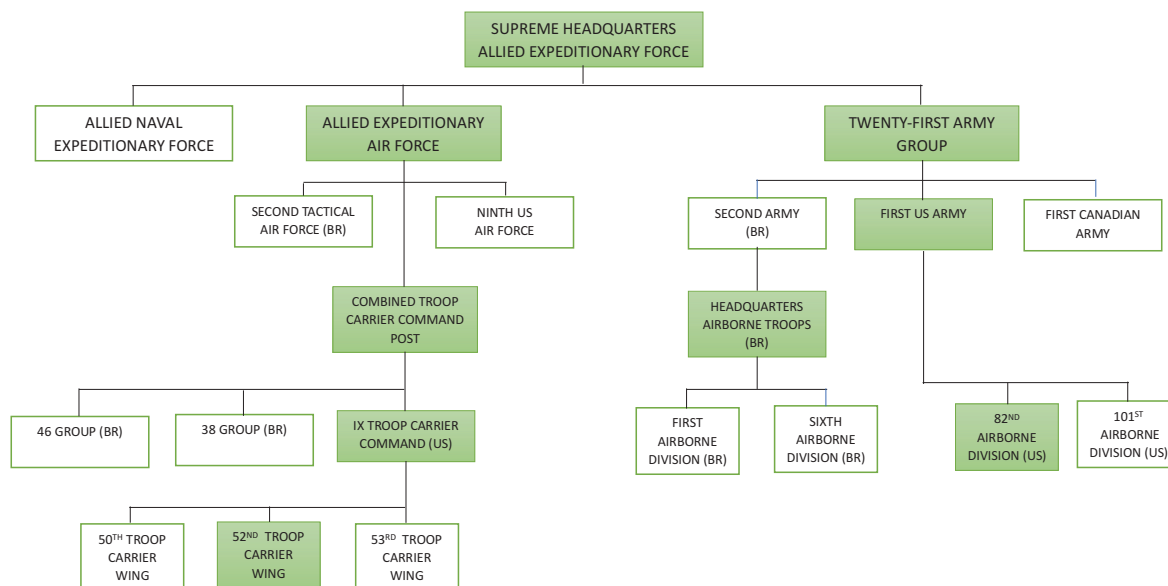 SUPREME HEADQUARTERS
ALLIED EXPEDITIONARY FORCE
ALLIED NAVAL
EXPEDITIONARY FORCE
ALLIED EXPEDITIONARY
AIR FORCE
TWENTY-FIRST ARMY
GROUP
SECOND TACTICAL
AIR FORCE (BR)
NINTH US
AIR FORCE
SECOND ARMY
(BR)
FIRST US ARMY
FIRST CANADIAN
ARMY
COMBINED TROOP
CARRIER COMMAND
POST
HEADQUARTERS
AIRBORNE TROOPS
(BR)
46 GROUP (BR)
38 GROUP (BR)
IX TROOP CARRIER
COMMAND (US)
FIRST
AIRBORNE
DIVISION (BR)
SIXTH
AIRBORNE
DIVISION (BR)
82ND
AIRBORNE
DIVISION (US)
101ST
AIRBORNE
DIVISION (US)
50TH TROOP
CARRIER
WING
52ND TROOP
CARRIER
WING
53RD TROOP
CARRIER
WING